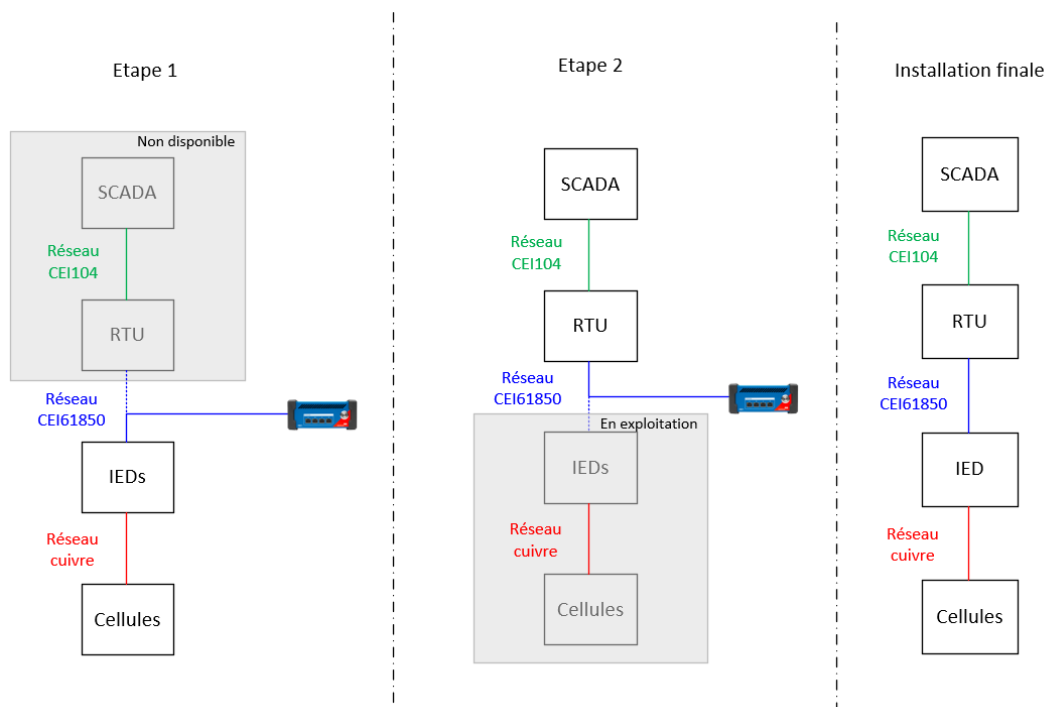 Etape 1
Non disponible
SCADA
Réseau
CEI104
RTU
Réseau
CEI61850
IEDs
Réseau
cuivre
Cellules
Etape 2
SCADA
Réseau
CEI104
RTU
Réseau
CEI61850
En exploitation
IEDs
Réseau
cuivre
Cellules
Installation finale
SCADA
Réseau
CEI104
RTU
Réseau
CEI61850
IED
Réseau
cuivre
Cellules